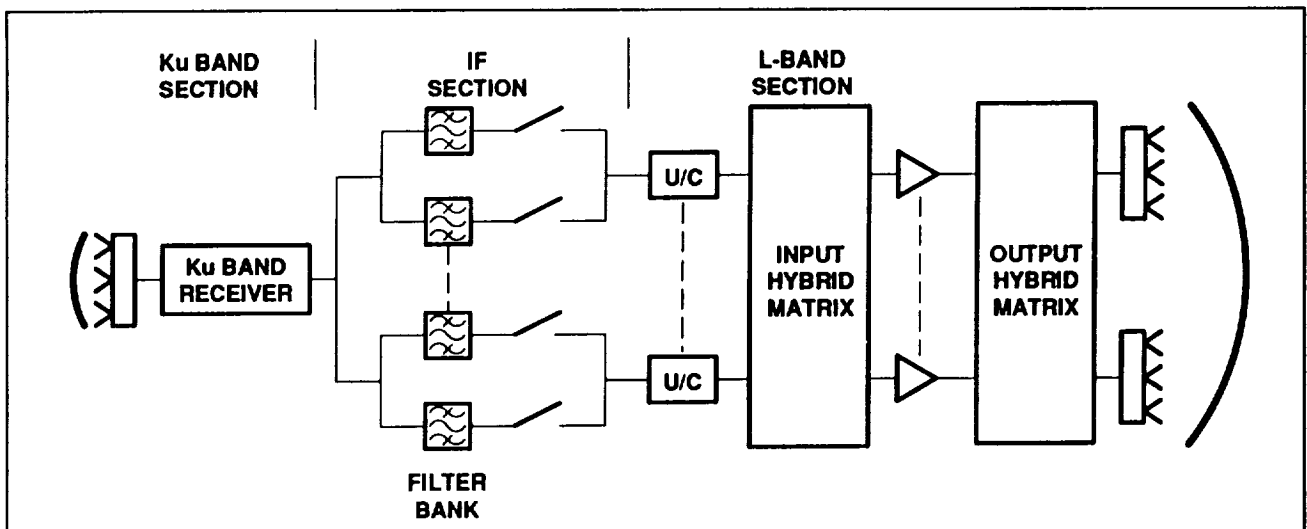 Ku BAND
SECTION
IF
SECTION
L-BAND
SECTION
U/C
Ku BAND
RECEIVER
INPUT
HYBRID
MATRIX
OUTPUT
HYBRID
MATRIX
U/C
FILTER
BANK